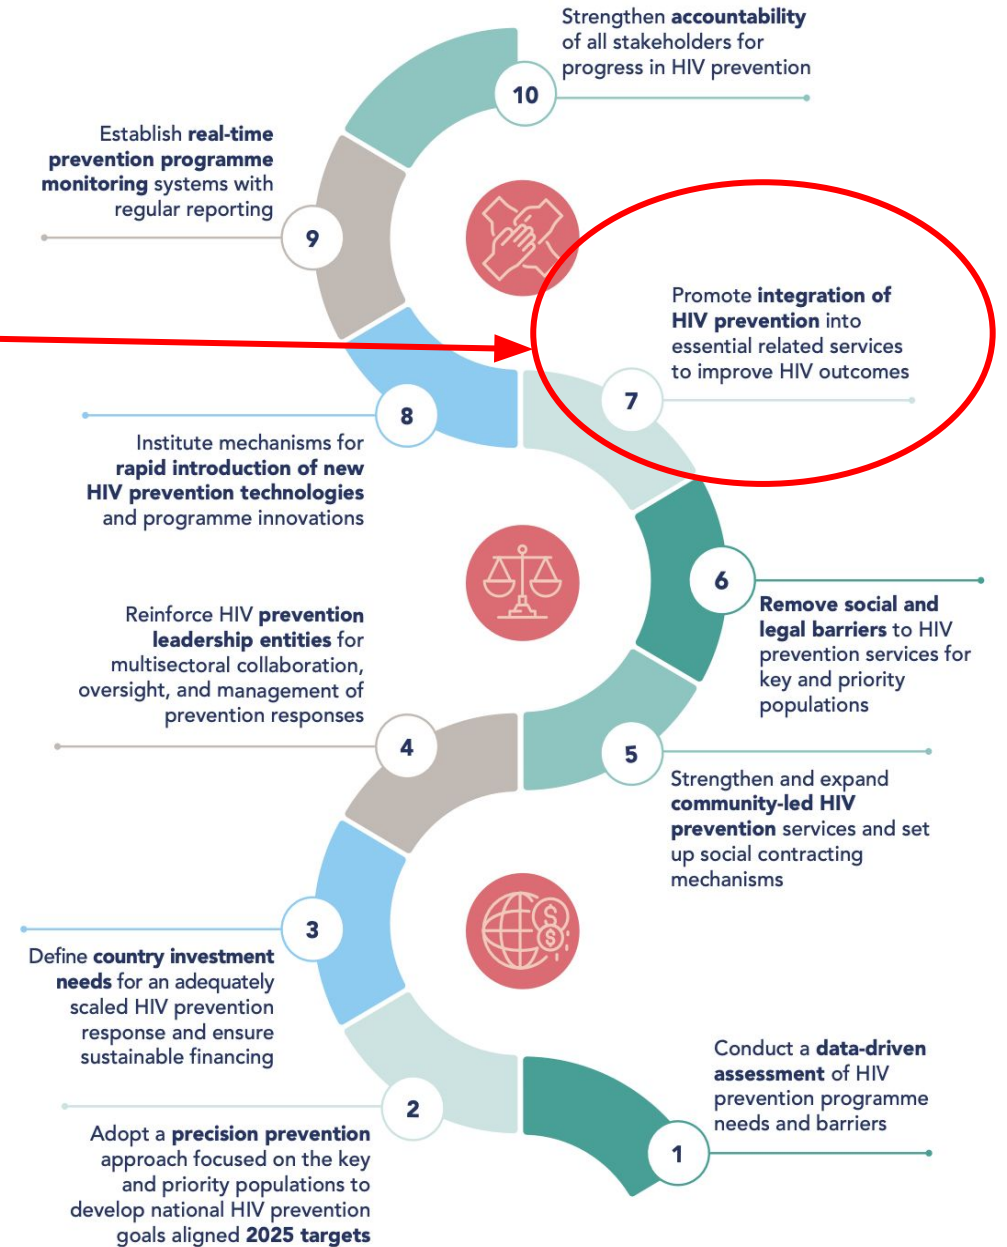 Strengthen accountability
of all stakeholders for
progress in HIV prevention
10
Establish real-time
prevention programme
monitoring systems with
regular reporting
9
Promote integration of
HIV prevention into
essential related services
to improve HIV outcomes
7
8
Institute mechanisms for
rapid introduction of new
HIV prevention technologies
and programme innovations
6
Remove social and
legal barriers to HIV
prevention services for
key and priority
populations
Reinforce HIV prevention
leadership entities for
multisectoral collaboration,
oversight, and management of
prevention responses
4
5
Strengthen and expand
community-led HIV
prevention services and set
up social contracting
mechanisms
3
Define country investment
needs for an adequately
scaled HIV prevention
response and ensure
sustainable financing
$
$
Conduct a data-driven
assessment of HIV
prevention programme
needs and barriers
1
2
Adopt a precision prevention
approach focused on the key
and priority populations to
develop national HIV prevention
goals aligned 2025 targets